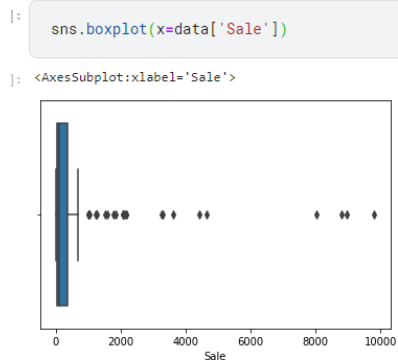 ]:
sns.boxplot(x=data['Sale'])
]: <AxesSubplot:xlabel='Sale'>
0 2000 4000 6000 8000 10000
Sale